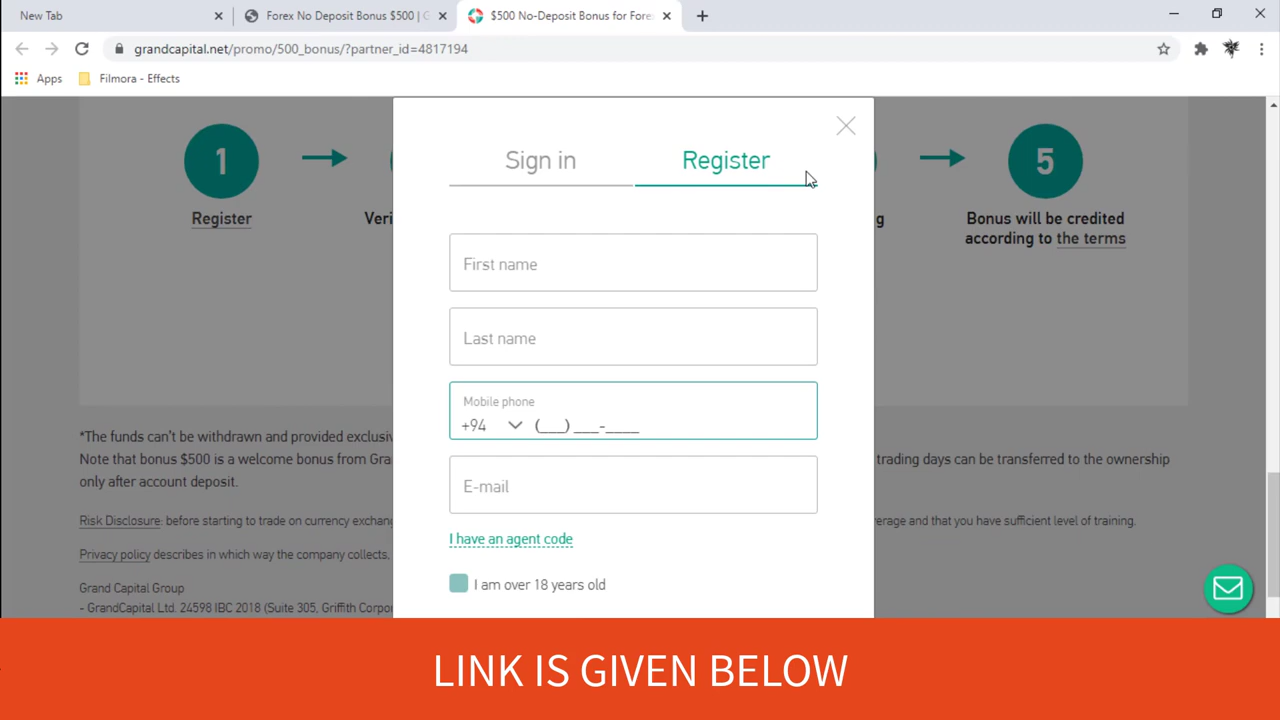 New Tab
Forex No Deposit Bonus $500 | G
$500 No-Deposit Bonus for Fore
grandcapital.net/promo/500_bonus/?partner_id=4817194
Apps
Filmora - Effects
Sign in
Register
1
5
Register
Veri
g
Bonus will be credited
according to the terms
First name
Last name
Mobile phone
+94 (___) ___-____
E-mail
I have an agent code
I am over 18 years old
*The funds can't be withdrawn and provided exclusiv
Note that bonus $500 is a welcome bonus from Gra
trading days can be transferred to the ownership
only after account deposit.
Risk Disclosure: before starting to trade on currency exchan
erage and that you have sufficient level of training.
Privacy policy describes in which way the company collects,
Grand Capital Group
- GrandCapital Ltd. 24598 IBC 2018 (Suite 305, Griffith Corpor
LINK IS GIVEN BELOW